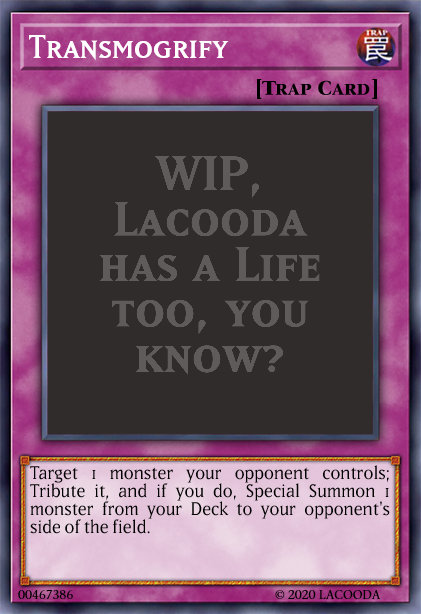 Transmogrify
TRAP
罠
[Trap Card]
WIP,
Lacooda
has a Life
too, you
know?
Target 1 monster your opponent controls;
Tribute it, and if you do, Special Summon 1
monster from your Deck to your opponent's
side of the field.
00467386
© 2020 LACOODA